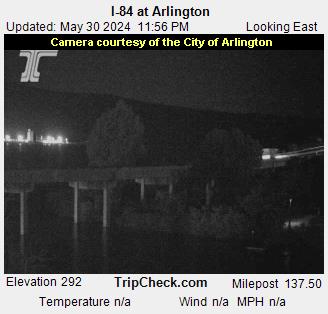 I-84 at Arlington
Updated: May 30 2024 11:56 PM Looking East
Camera courtesy of the City of Arlington
Elevation 292 TripCheck.com Milepost 137.50
Temperature n/a Wind n/a MPH n/a